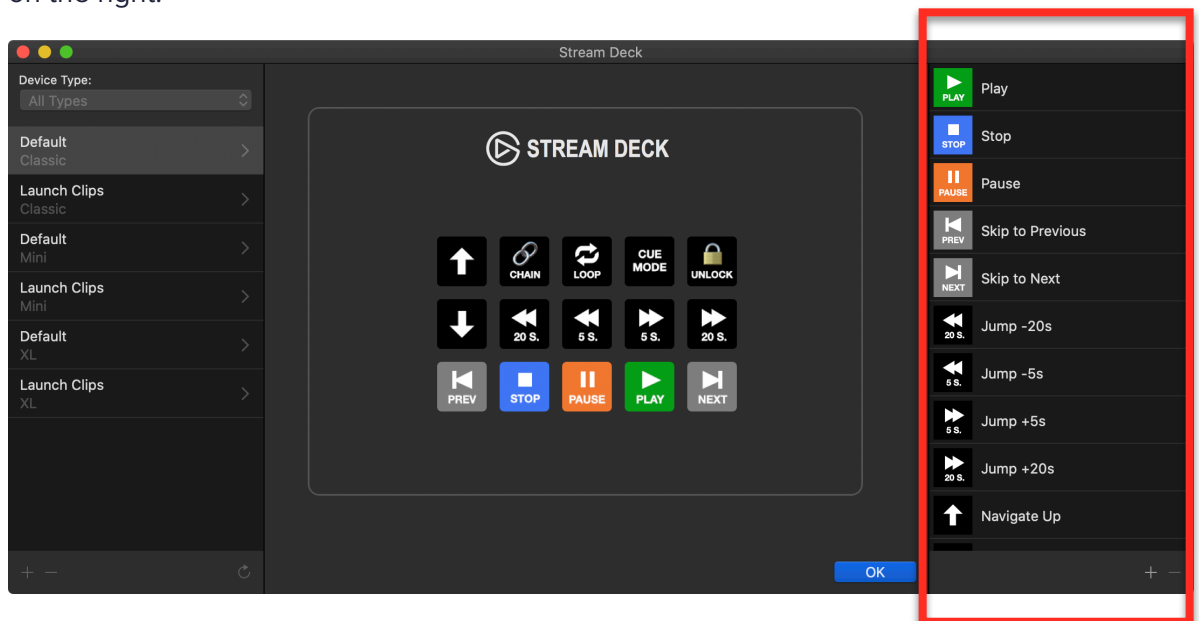 on the right.
Stream Deck
Device Type:
All Types
Default
Classic
Launch Clips
Classic
Default
Mini
Launch Clips
Mini
Default
XL
Launch Clips
XL
STREAM DECK
CHAIN LOOP CUE MODE UNLOCK
20 S. 5 S. 5 S. 20 S.
PREV STOP PAUSE PLAY NEXT
OK
PLAY Play
STOP Stop
PAUSE Pause
PREV Skip to Previous
NEXT Skip to Next
20 S. Jump -20s
5 S. Jump -5s
5 S. Jump +5s
20 S. Jump +20s
Navigate Up